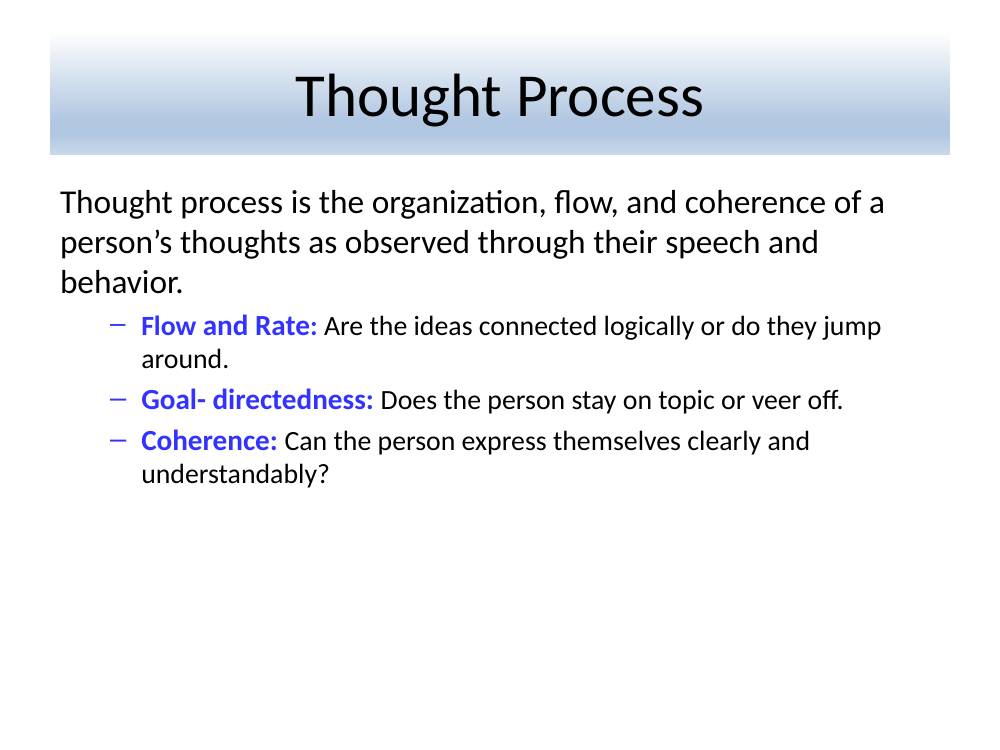 Thought Process
Thought process is the organization, flow, and coherence of a
person’s thoughts as observed through their speech and
behavior.
– Flow and Rate: Are the ideas connected logically or do they jump
around.
– Goal- directedness: Does the person stay on topic or veer off.
– Coherence: Can the person express themselves clearly and
understandably?